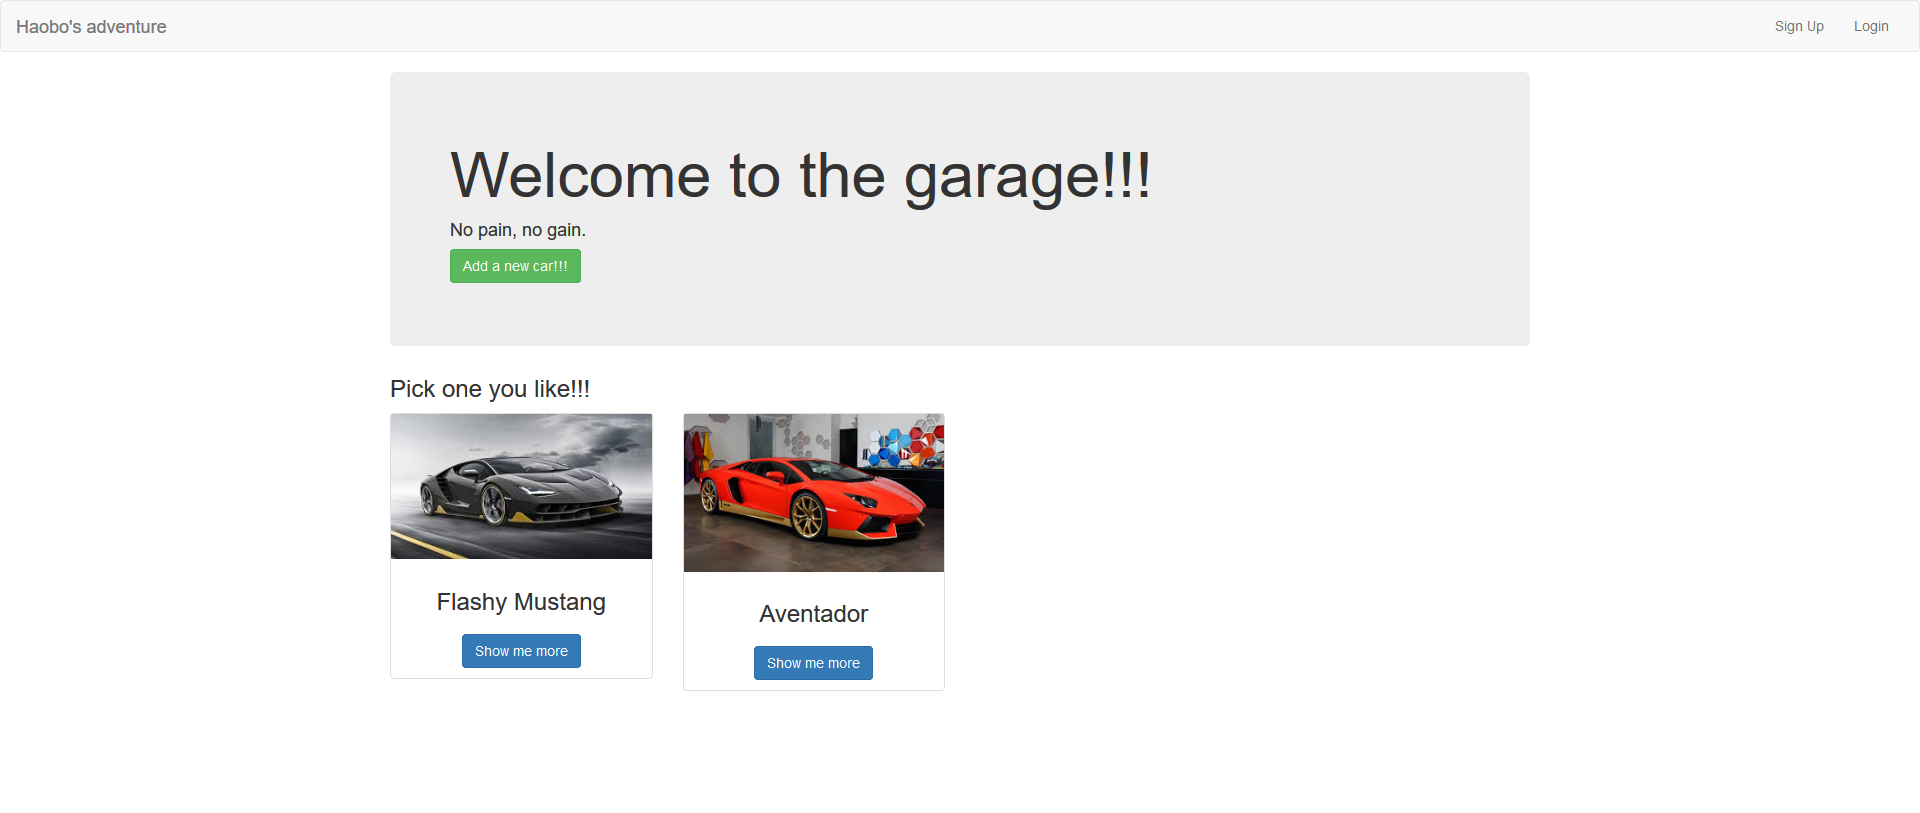 Haobo's adventure
Sign Up
Login
Welcome to the garage!!!
No pain, no gain.
Add a new car!!!
Pick one you like!!!
Flashy Mustang
Show me more
Aventador
Show me more